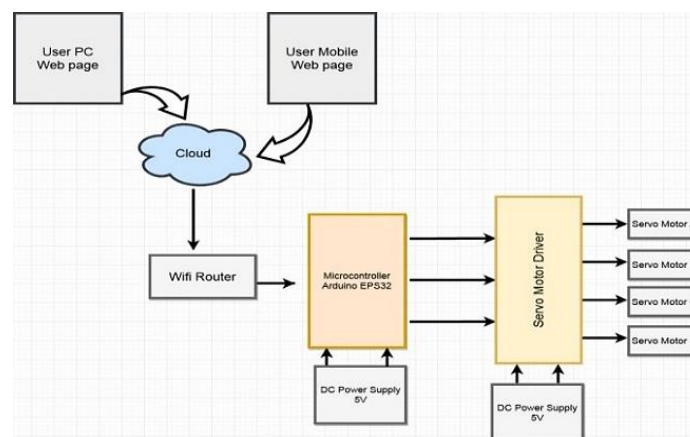 User PC
Web page
User Mobile
Web page
Cloud
Wifi Router
Microcontroller
Arduino EPS32
Servo Motor Driver
Servo Motor
Servo Motor
Servo Motor
Servo Motor
DC Power Supply
5V
DC Power Supply
5V